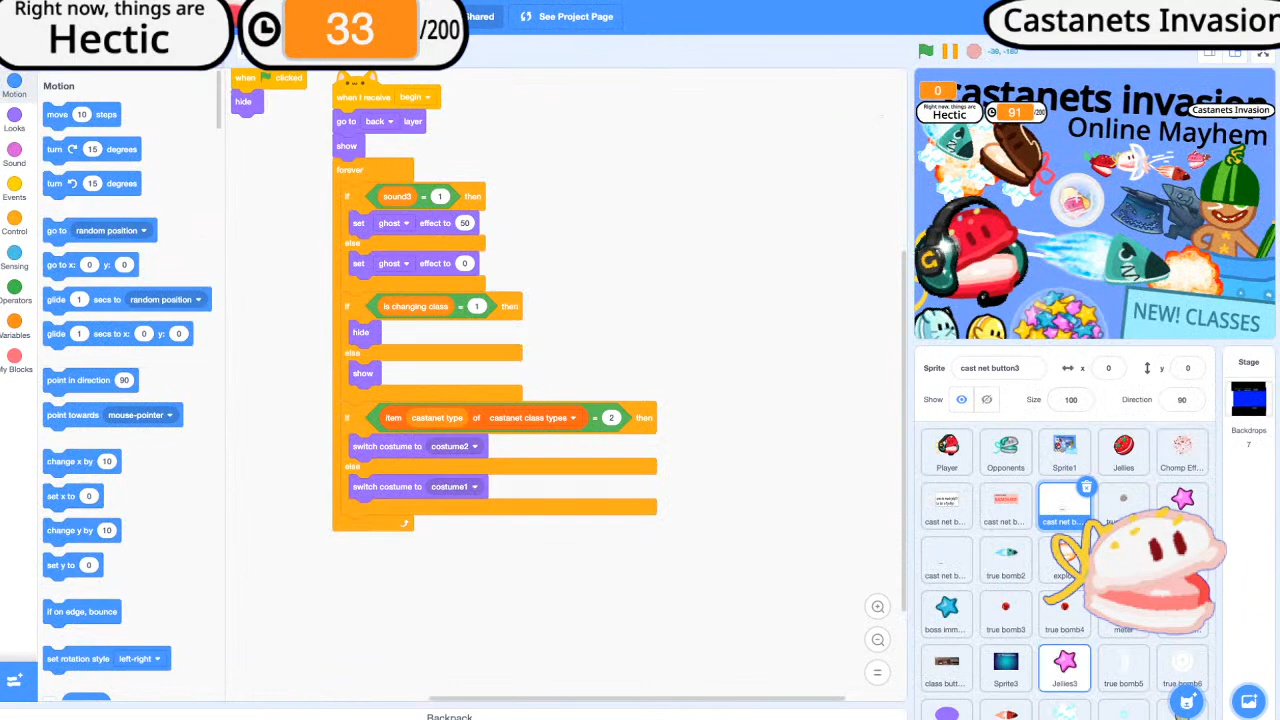 Right now, things are
Hectic
33
/200
Shared
See Project Page
Castanets Invasion
-39, -180
Motion
Looks
Sound
Events
Control
Sensing
Operators
Variables
My Blocks
Motion
move 10 steps
turn 15 degrees
turn 15 degrees
go to random position
go to x: 0 y: 0
glide 1 secs to random position
glide 1 secs to x: 0 y: 0
point in direction 90
point towards mouse-pointer
change x by 10
set x to 0
change y by 10
set y to 0
if on edge, bounce
set rotation style left-right
when clicked
hide
when I receive begin
go to back layer
show
forever
if sound3 = 1 then
set ghost effect to 50
else
set ghost effect to 0
if is changing class = 1 then
hide
else
show
if item castanet type of castanet class types = 2 then
switch costume to costume2
else
switch costume to costume1
Backpack
0
castanets invasion
Right now, things are
Hectic
91
/200
Castanets Invasion
Online Mayhem
NEW! CLASSES
Sprite
cast net button3
x 0
y 0
Show
Size 100
Direction 90
Stage
Backdrops
7
Player
Opponents
Sprite1
Jellies
Chomp Eff...
cast net b...
cast net b...
cast net b...
cast net b...
true bomb2
boss imm...
true bomb3
true bomb4
meter
class butt...
Sprite3
Jellies3
true bomb5
true bomb6